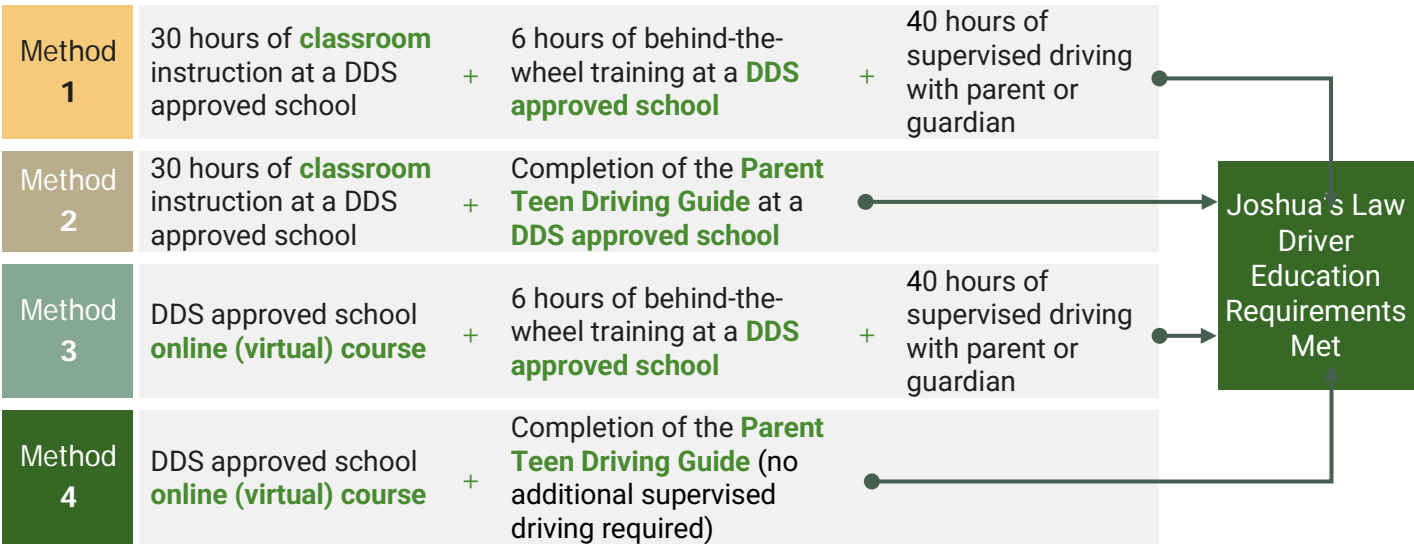 Method
1
30 hours of classroom
instruction at a DDS
approved school
+
6 hours of behind-the-
wheel training at a DDS
approved school
+
40 hours of
supervised driving
with parent or
guardian
Method
2
30 hours of classroom
instruction at a DDS
approved school
+
Completion of the Parent
Teen Driving Guide at a
DDS approved school
Method
3
DDS approved school
online (virtual) course
+
6 hours of behind-the-
wheel training at a DDS
approved school
+
40 hours of
supervised driving
with parent or
guardian
Method
4
DDS approved school
online (virtual) course
+
Completion of the Parent
Teen Driving Guide (no
additional supervised
driving required)
Joshua's Law
Driver
Education
Requirements
Met